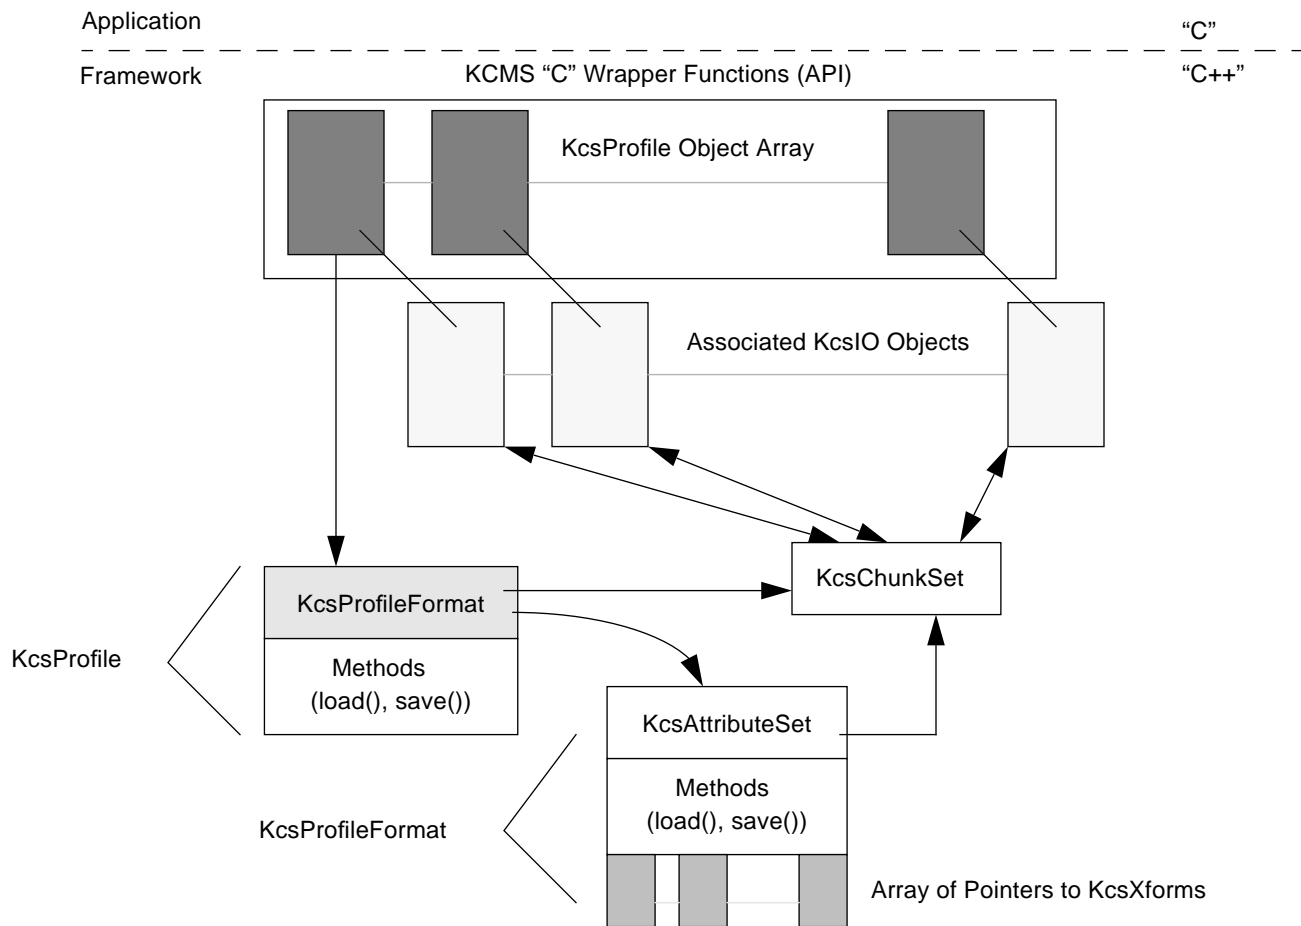 Application
“C”
Framework
KCMS “C” Wrapper Functions (API)
“C++”
KcsProfile Object Array
Associated KcsIO Objects
KcsChunkSet
KcsProfileFormat
KcsProfile
Methods
(load(), save())
KcsAttributeSet
Methods
(load(), save())
KcsProfileFormat
Array of Pointers to KcsXforms